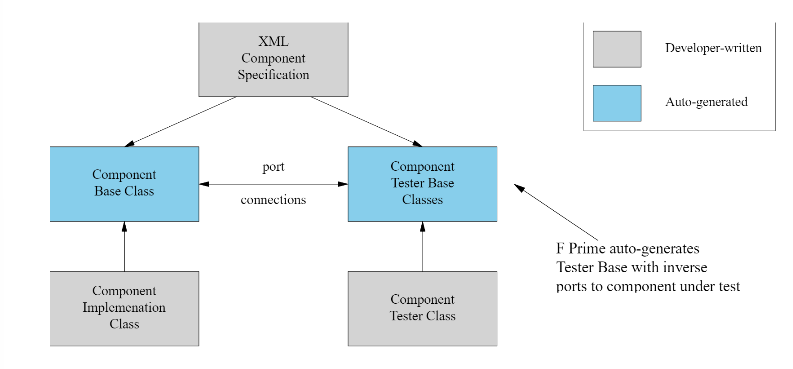 XML
Component
Specification
Developer-written
Auto-generated
Component
Base Class
port
connections
Component
Tester Base
Classes
F Prime auto-generates
Tester Base with inverse
ports to component under test
Component
Implemenation
Class
Component
Tester Class